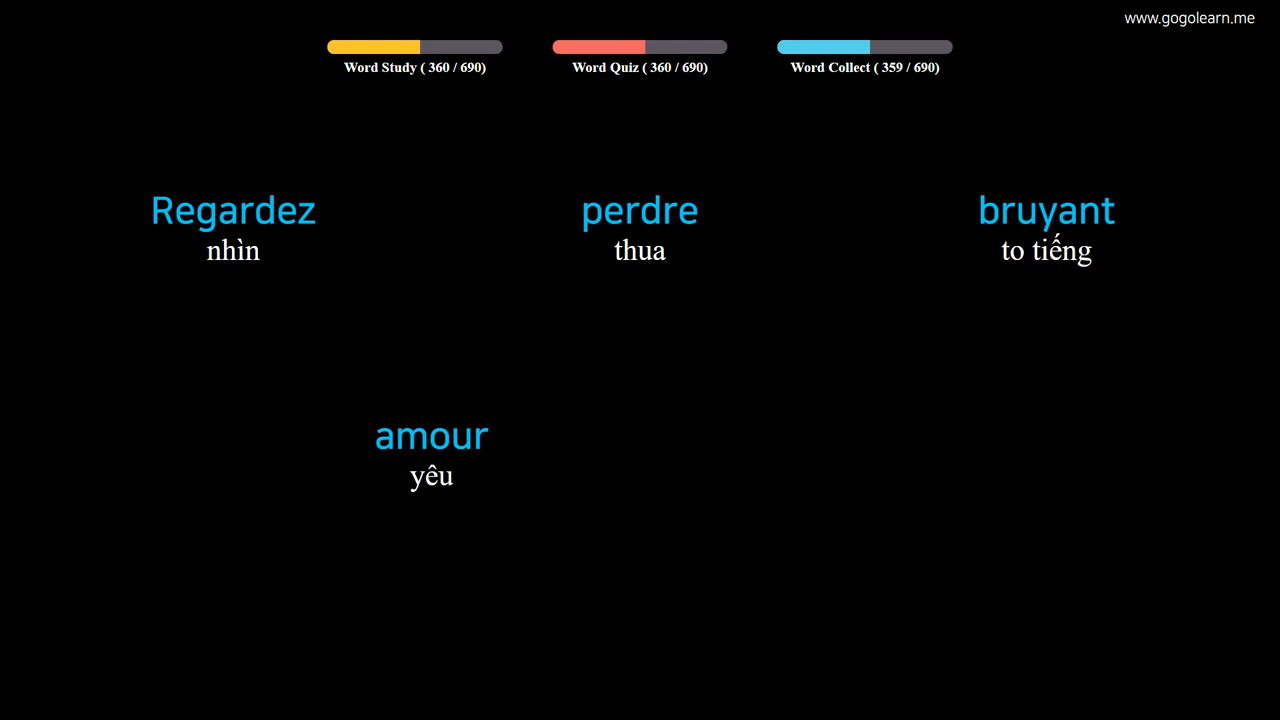 www.gogolearn.me
Word Study ( 360 / 690)
Word Quiz ( 360 / 690)
Word Collect ( 359 / 690)
Regardez
nhìn
perdre
thua
bruyant
to tiếng
amour
yêu